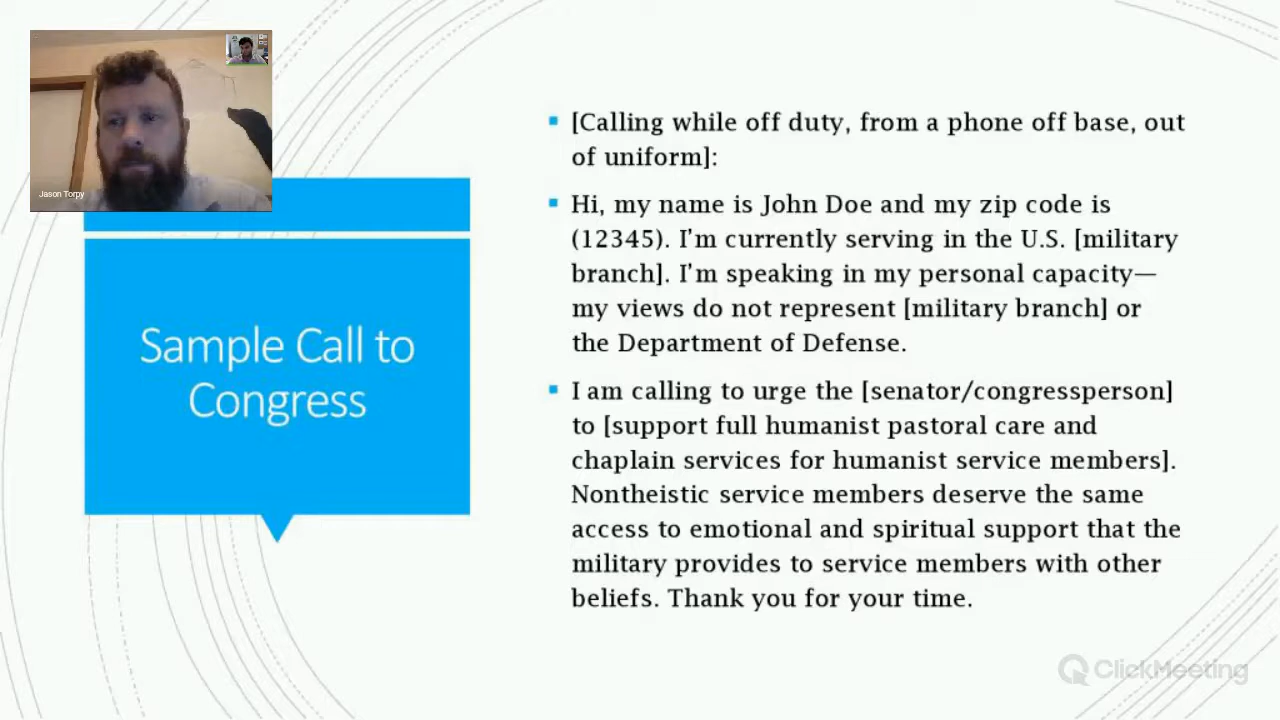 Jason Torpy
Sample Call to
Congress
[Calling while off duty, from a phone off base, out
of uniform]:
Hi, my name is John Doe and my zip code is
(12345). I'm currently serving in the U.S. [military
branch]. I'm speaking in my personal capacity—
my views do not represent [military branch] or
the Department of Defense.
I am calling to urge the [senator/congressperson]
to [support full humanist pastoral care and
chaplain services for humanist service members].
Nontheistic service members deserve the same
access to emotional and spiritual support that the
military provides to service members with other
beliefs. Thank you for your time.
ClickMeeting